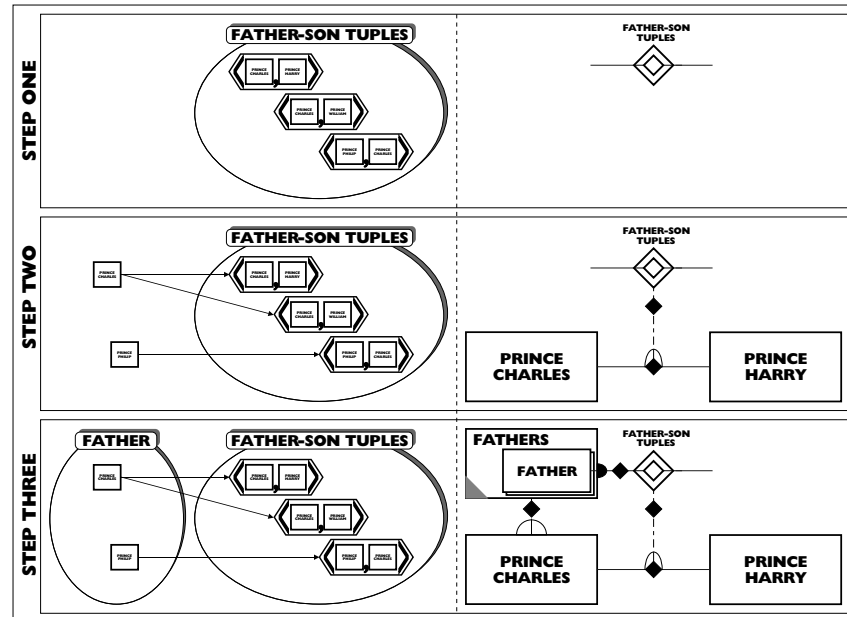 STEP ONE
FATHER-SON TUPLES
PRINCE
CHARLES
,
PRINCE
HARRY
PRINCE
CHARLES
,
PRINCE
WILLIAM
PRINCE
PHILIP
,
PRINCE
CHARLES
FATHER-SON
TUPLES
STEP TWO
FATHER-SON TUPLES
PRINCE
CHARLES
PRINCE
CHARLES
,
PRINCE
HARRY
PRINCE
CHARLES
,
PRINCE
WILLIAM
PRINCE
PHILIP
PRINCE
PHILIP
,
PRINCE
CHARLES
FATHER-SON
TUPLES
PRINCE
CHARLES
PRINCE
HARRY
STEP THREE
FATHER
FATHER-SON TUPLES
PRINCE
CHARLES
PRINCE
CHARLES
,
PRINCE
HARRY
PRINCE
CHARLES
,
PRINCE
WILLIAM
PRINCE
PHILIP
PRINCE
PHILIP
,
PRINCE
CHARLES
FATHERS
FATHER
FATHER-SON
TUPLES
PRINCE
CHARLES
PRINCE
HARRY